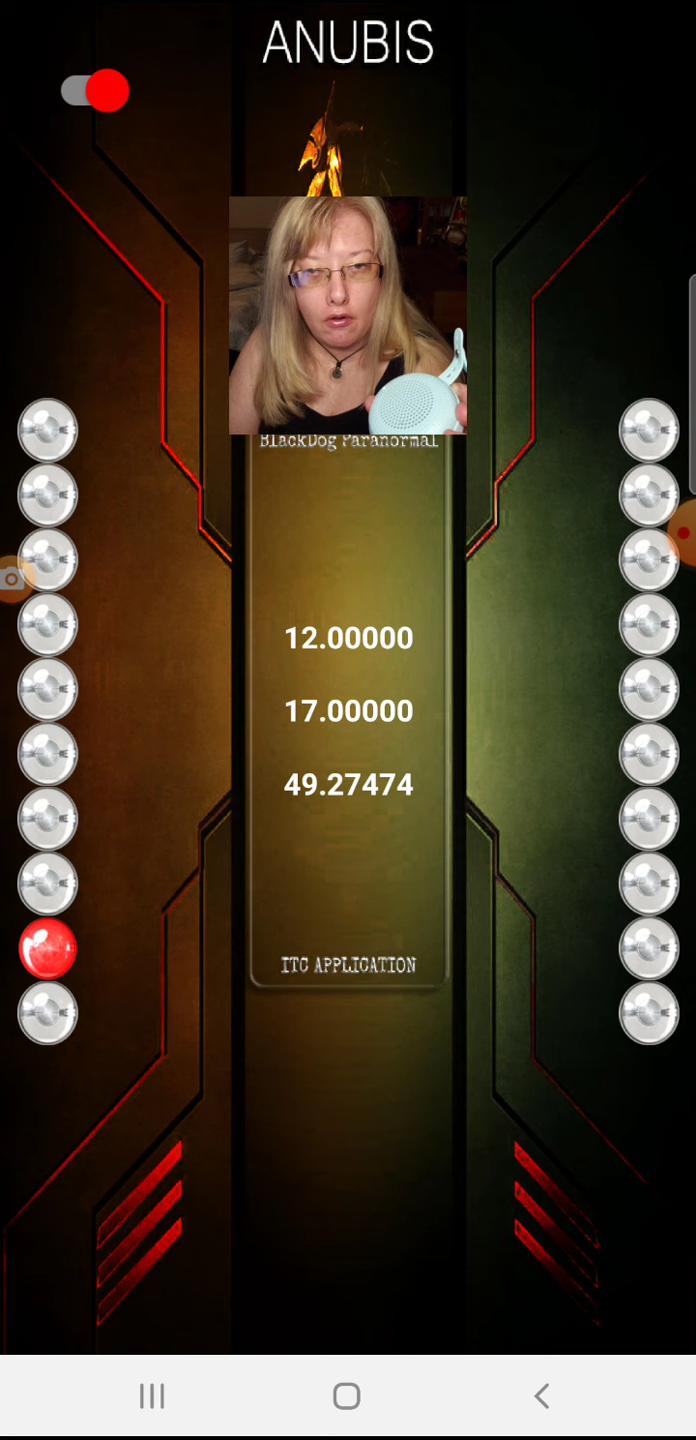 ANUBIS
BlackDog Paranormal
12.00000
17.00000
49.27474
ITC APPLICATION